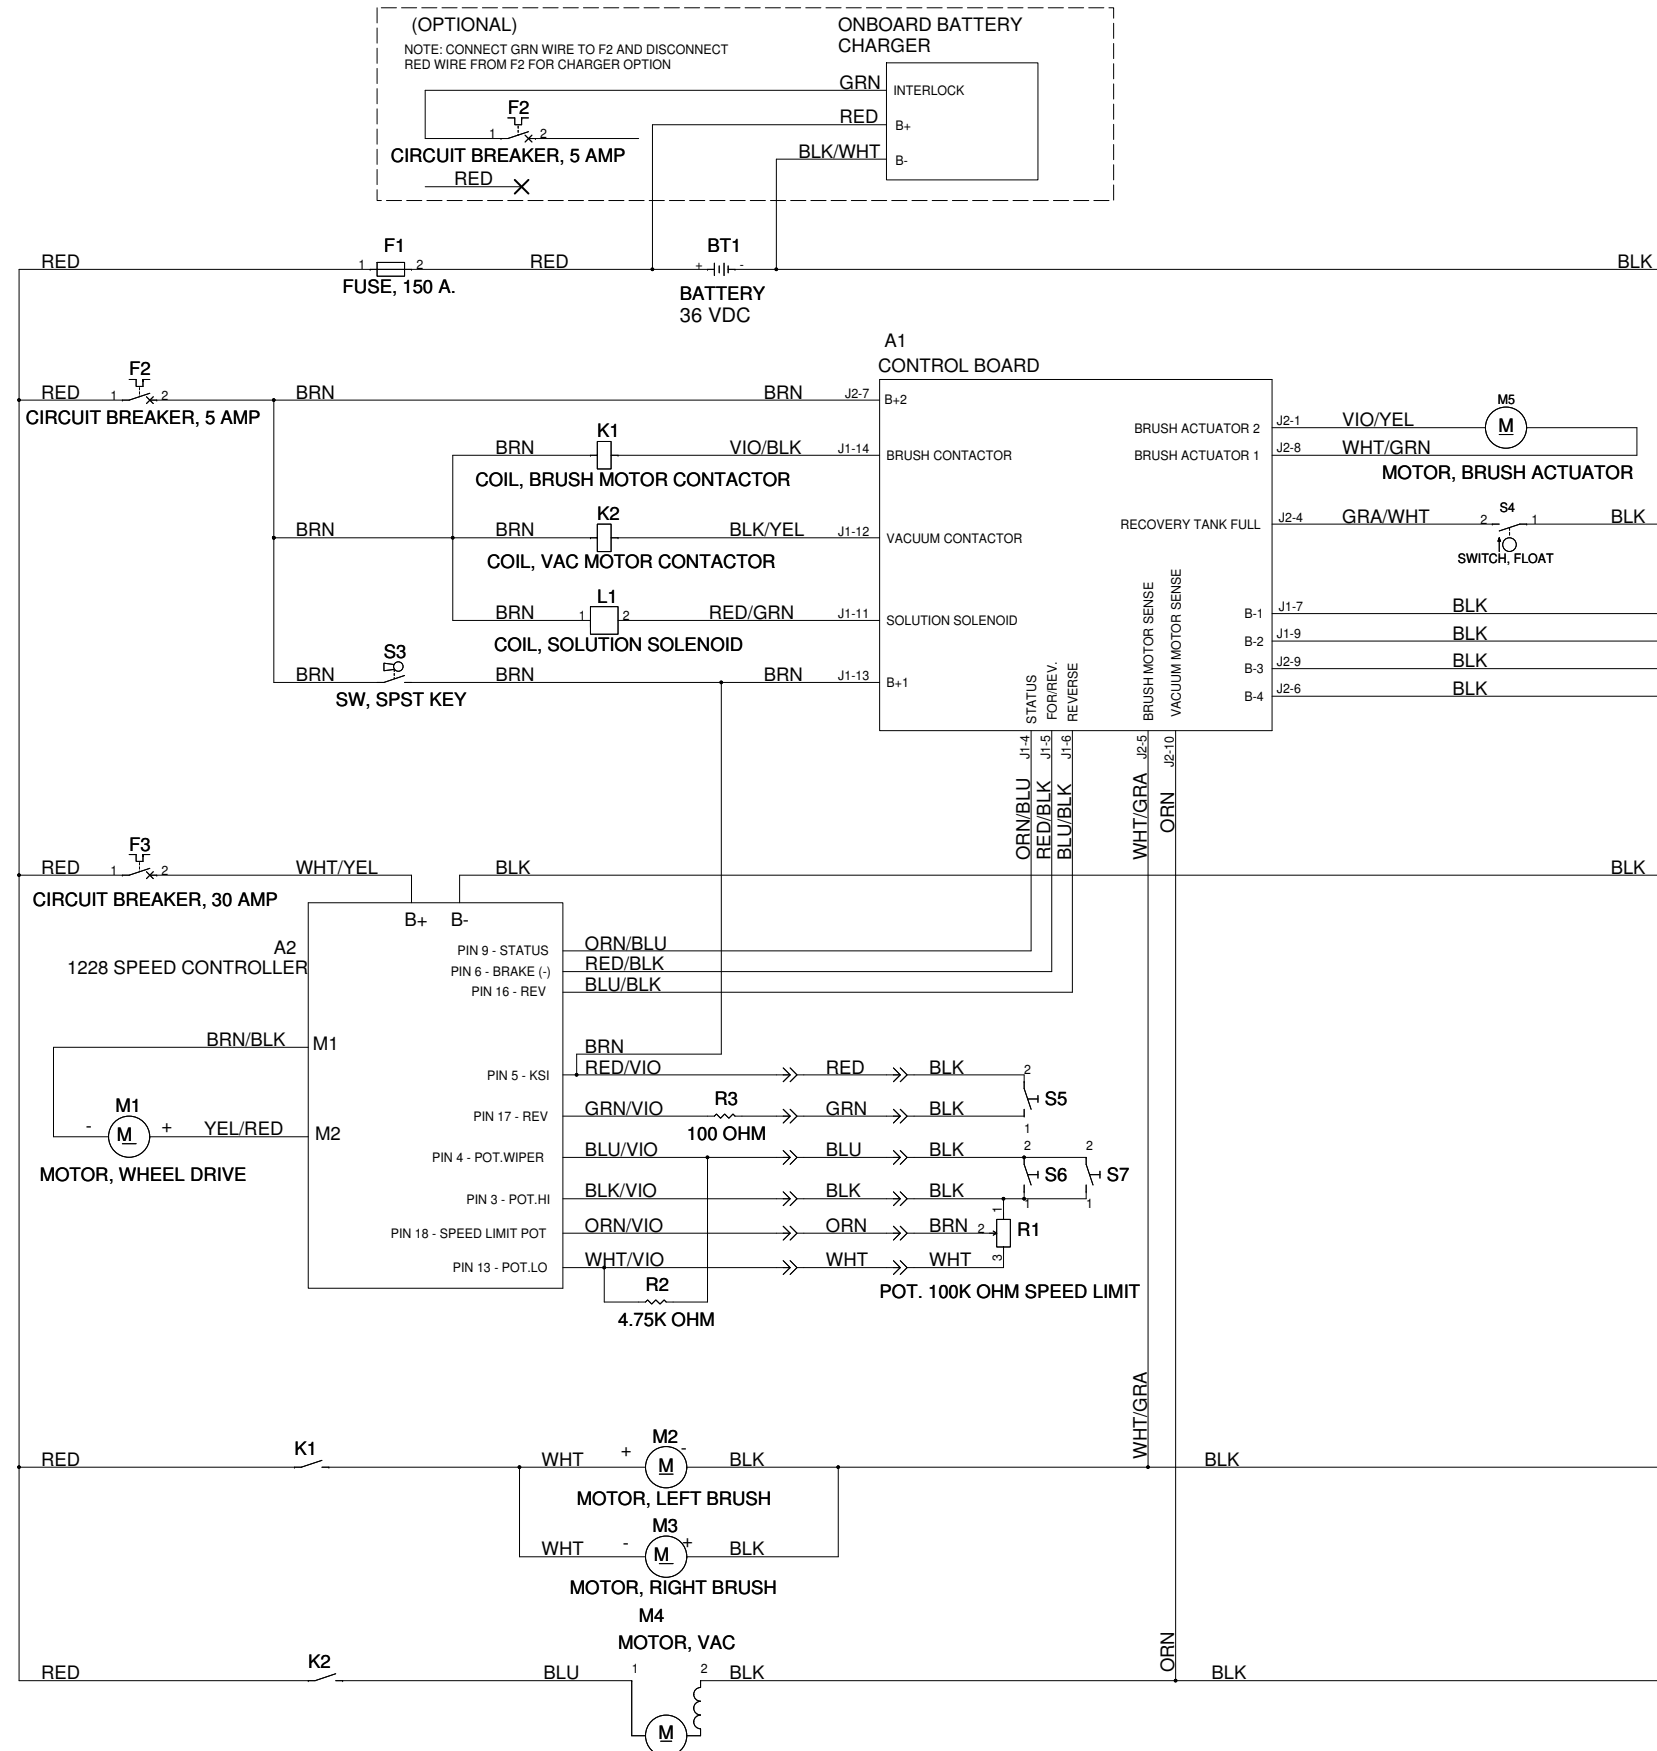 (OPTIONAL)
NOTE: CONNECT GRN WIRE TO F2 AND DISCONNECT
RED WIRE FROM F2 FOR CHARGER OPTION
ONBOARD BATTERY
CHARGER
GRN INTERLOCK
F2
1 2
CIRCUIT BREAKER, 5 AMP
RED B+
BLK/WHT B-
RED
RED
F1
1 2
FUSE, 150 A.
RED
BT1
+ -
BATTERY
36 VDC
BLK
A1
CONTROL BOARD
F2
RED 1 2 BRN BRN J2-7 B+2
CIRCUIT BREAKER, 5 AMP
K1
BRN VIO/BLK J1-14 BRUSH CONTACTOR
COIL, BRUSH MOTOR CONTACTOR
K2
BRN BRN BLK/YEL J1-12 VACUUM CONTACTOR
COIL, VAC MOTOR CONTACTOR
L1
BRN 1 2 RED/GRN J1-11 SOLUTION SOLENOID
COIL, SOLUTION SOLENOID
S3
BRN BRN BRN J1-13 B+1
SW, SPST KEY
BRUSH ACTUATOR 2 J2-1 VIO/YEL
M5
M
BRUSH ACTUATOR 1 J2-8 WHT/GRN
MOTOR, BRUSH ACTUATOR
RECOVERY TANK FULL J2-4 GRA/WHT 2 S4 1 BLK
SWITCH, FLOAT
B-1 J1-7 BLK
B-2 J1-9 BLK
B-3 J2-9 BLK
B-4 J2-6 BLK
STATUS J1-4 ORN/BLU
FOR/REV. J1-5 RED/BLK
REVERSE J1-6 BLU/BLK
BRUSH MOTOR SENSE J2-5 WHT/GRA
VACUUM MOTOR SENSE J2-10 ORN
F3
RED 1 2 WHT/YEL BLK BLK
CIRCUIT BREAKER, 30 AMP
B+ B-
A2
1228 SPEED CONTROLLER
PIN 9 - STATUS ORN/BLU
PIN 6 - BRAKE (-) RED/BLK
PIN 16 - REV BLU/BLK
BRN/BLK M1
M1
- M + YEL/RED M2
MOTOR, WHEEL DRIVE
BRN
PIN 5 - KSI RED/VIO RED BLK 2
S5
PIN 17 - REV GRN/VIO R3 GRN BLK 1
100 OHM
PIN 4 - POT.WIPER BLU/VIO BLU BLK 2 2
S6 S7
PIN 3 - POT.HI BLK/VIO BLK BLK 1 1
1
PIN 18 - SPEED LIMIT POT ORN/VIO ORN BRN 2 R1
3
PIN 13 - POT.LO WHT/VIO WHT WHT
R2
4.75K OHM
POT. 100K OHM SPEED LIMIT
WHT/GRA
RED K1 WHT + M2 - BLK BLK
M
MOTOR, LEFT BRUSH
M3
WHT - M + BLK
MOTOR, RIGHT BRUSH
M4
MOTOR, VAC
ORN
RED K2 BLU 1 2 BLK BLK
M